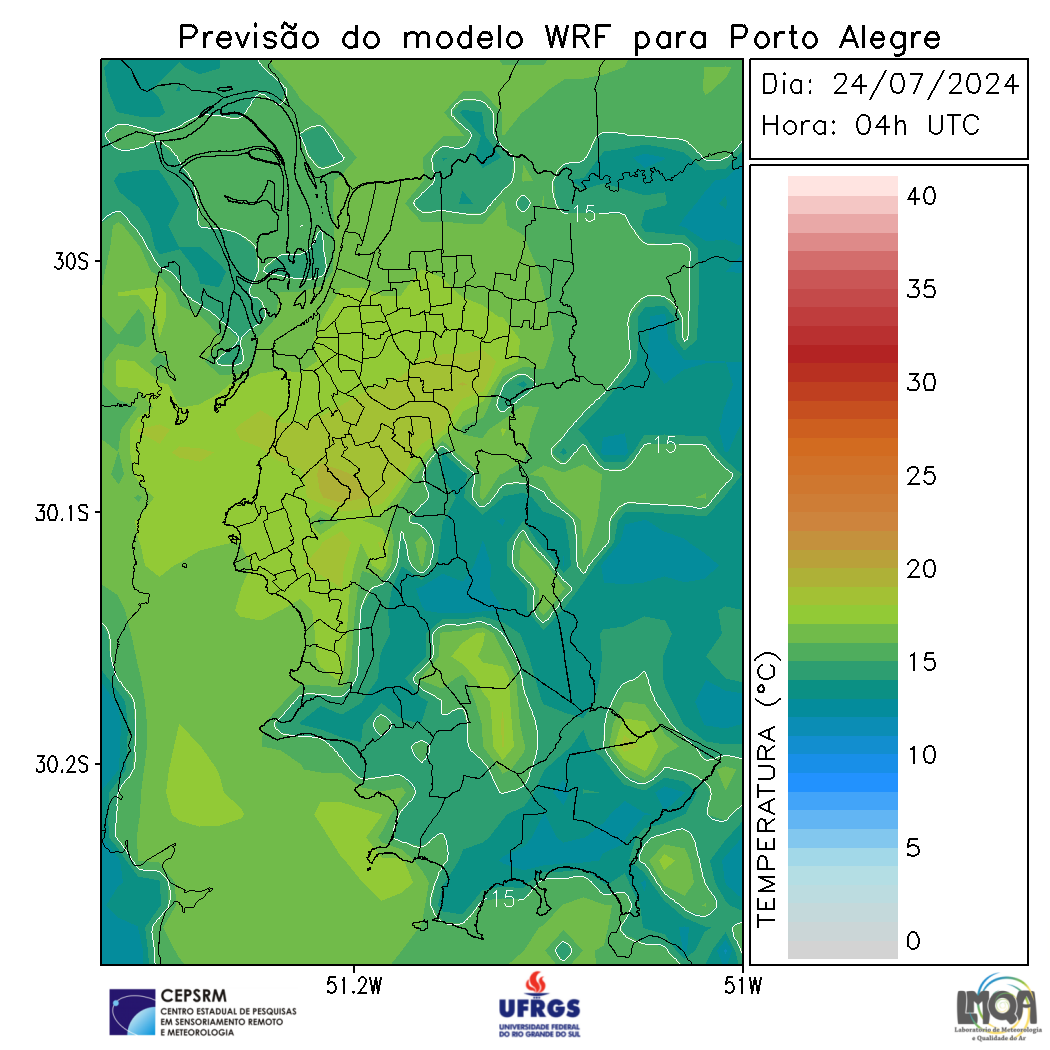 Previsão do modelo WRF para Porto Alegre
Dia: 24/07/2024
Hora: 04h UTC
30S
30.1S
30.2S
51.2W
51W
15
15
15
TEMPERATURA (°C)
40
35
30
25
20
15
10
5
0
CEPSRM
CENTRO ESTADUAL DE PESQUISAS
EM SENSORIAMENTO REMOTO
E METEOROLOGIA
UFRGS
UNIVERSIDADE FEDERAL
DO RIO GRANDE DO SUL
LMQA
Laboratório de Meteorologia
e Qualidade do Ar